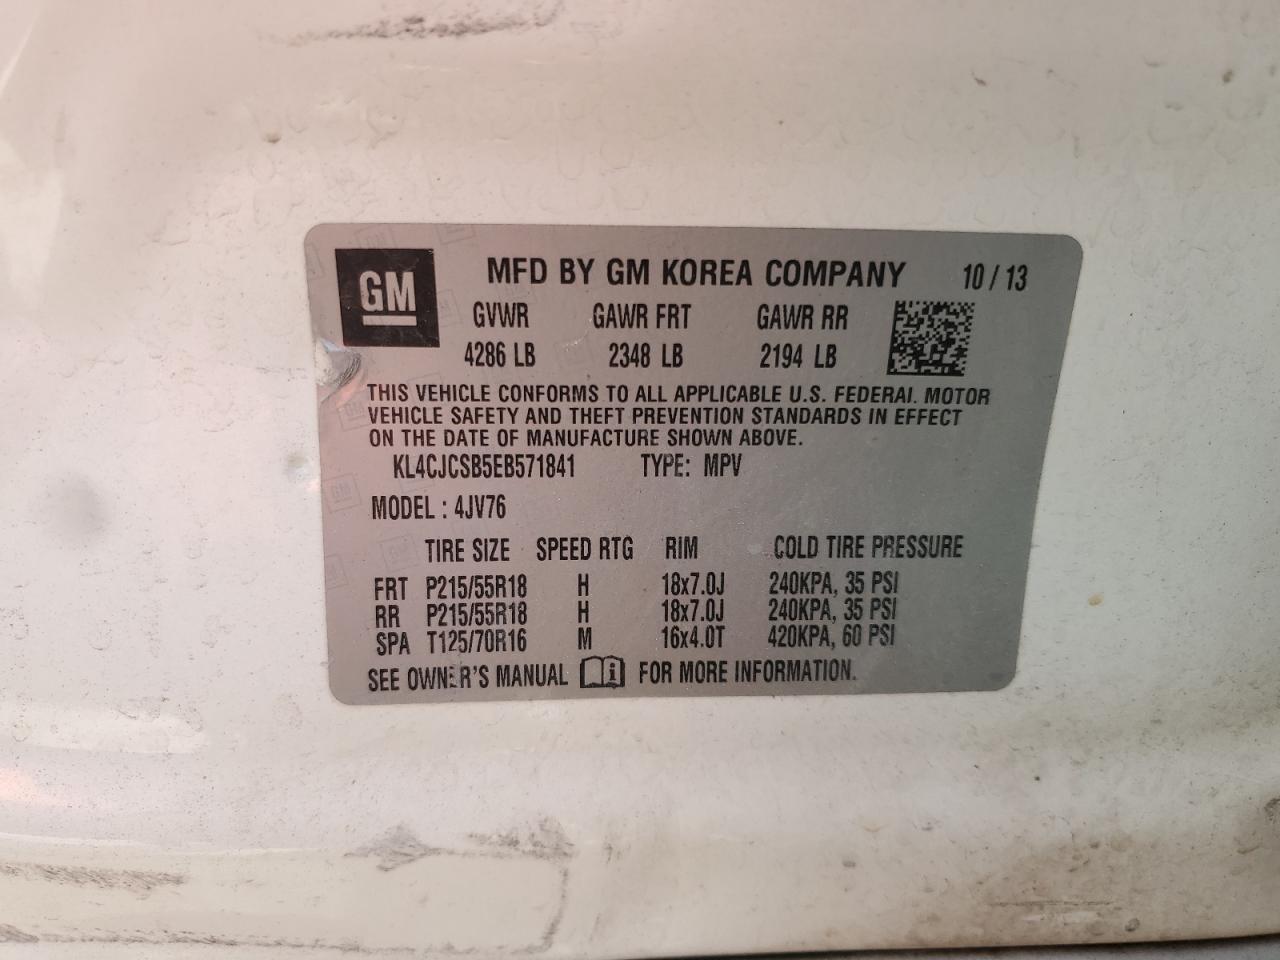 GM
MFD BY GM KOREA COMPANY 10 / 13
GVWR GAWR FRT GAWR RR
4286 LB 2348 LB 2194 LB
THIS VEHICLE CONFORMS TO ALL APPLICABLE U.S. FEDERAL MOTOR
VEHICLE SAFETY AND THEFT PREVENTION STANDARDS IN EFFECT
ON THE DATE OF MANUFACTURE SHOWN ABOVE.
KL4CJCSB5EB571841 TYPE: MPV
MODEL : 4JV76
TIRE SIZE SPEED RTG RIM COLD TIRE PRESSURE
FRT P215/55R18 H 18x7.0J 240KPA, 35 PSI
RR P215/55R18 H 18x7.0J 240KPA, 35 PSI
SPA T125/70R16 M 16x4.0T 420KPA, 60 PSI
SEE OWNER'S MANUAL i FOR MORE INFORMATION.